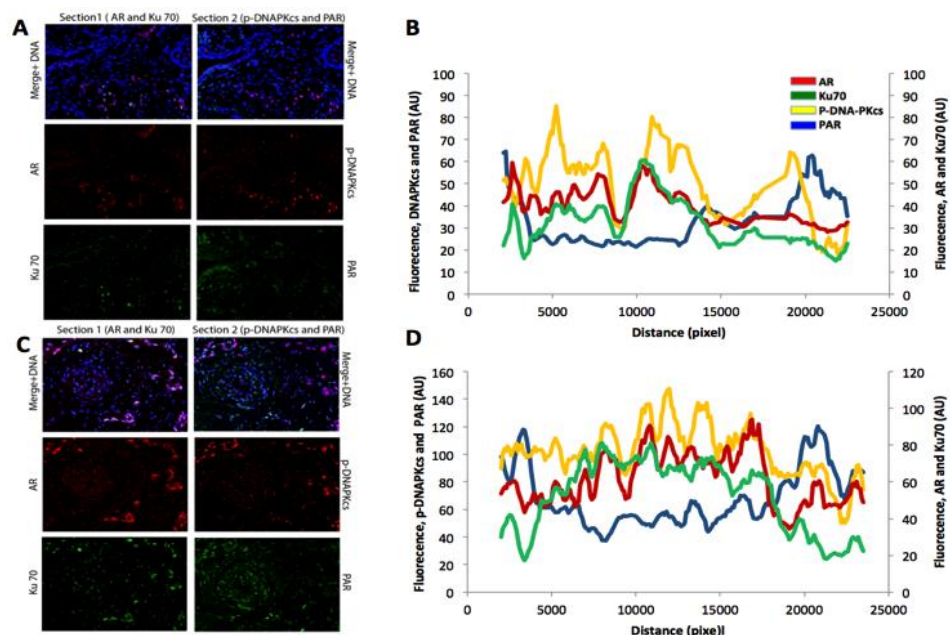 A
Section1 ( AR and Ku 70)
Section 2 (p-DNAPKcs and PAR)
Merge+ DNA
Merge+ DNA
AR
p-DNAPKcs
Ku 70
PAR
B
Fluorecence, DNAPKcs and PAR (AU)
100
90
80
70
60
50
40
30
20
10
0
AR
Ku70
P-DNA-PKcs
PAR
100
90
80
70
60
50
40
30
20
10
0
Fluorecence, AR and Ku70 (AU)
0
5000
10000
15000
20000
25000
Distance (pixel)
C
Section 1 (AR and Ku 70)
Section 2 (p-DNAPKcs and PAR)
Merge+DNA
Merge+DNA
AR
p-DNAPKcs
Ku 70
PAR
D
Fluorecence, p-DNAPKcs and PAR (AU)
160
140
120
100
80
60
40
20
0
120
100
80
60
40
20
0
Fluorecence, AR and Ku70 (AU)
0
5000
10000
15000
20000
25000
Distance (pixe)l